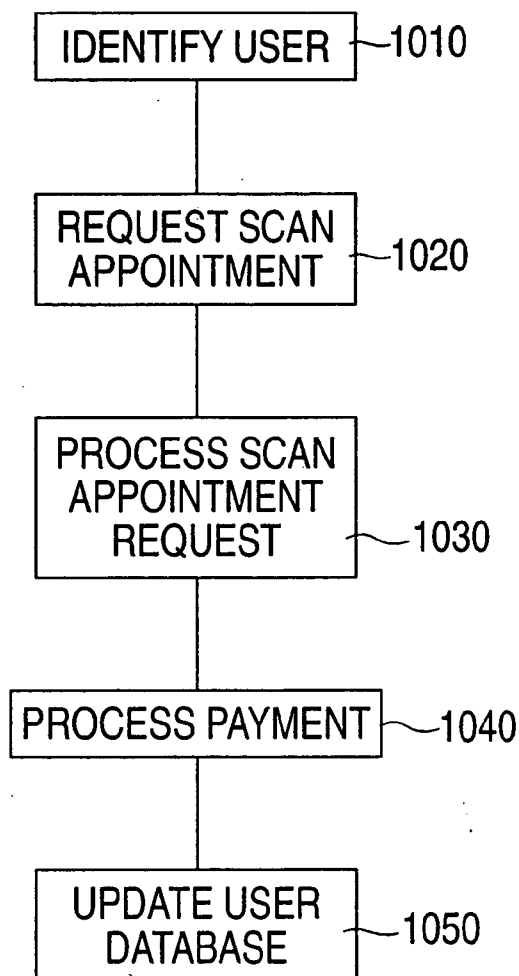 IDENTIFY USER 1010
REQUEST SCAN
APPOINTMENT 1020
PROCESS SCAN
APPOINTMENT
REQUEST 1030
PROCESS PAYMENT 1040
UPDATE USER
DATABASE 1050